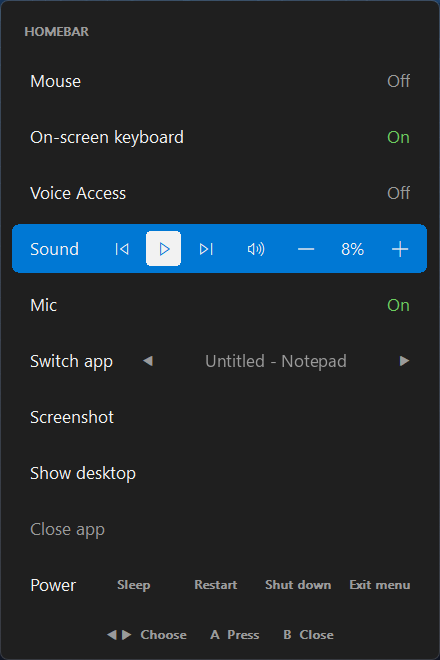 HOMEBAR
Mouse Off
On-screen keyboard On
Voice Access Off
Sound 8%
Mic On
Switch app Untitled - Notepad
Screenshot
Show desktop
Close app
Power Sleep Restart Shut down Exit menu
Choose A Press B Close